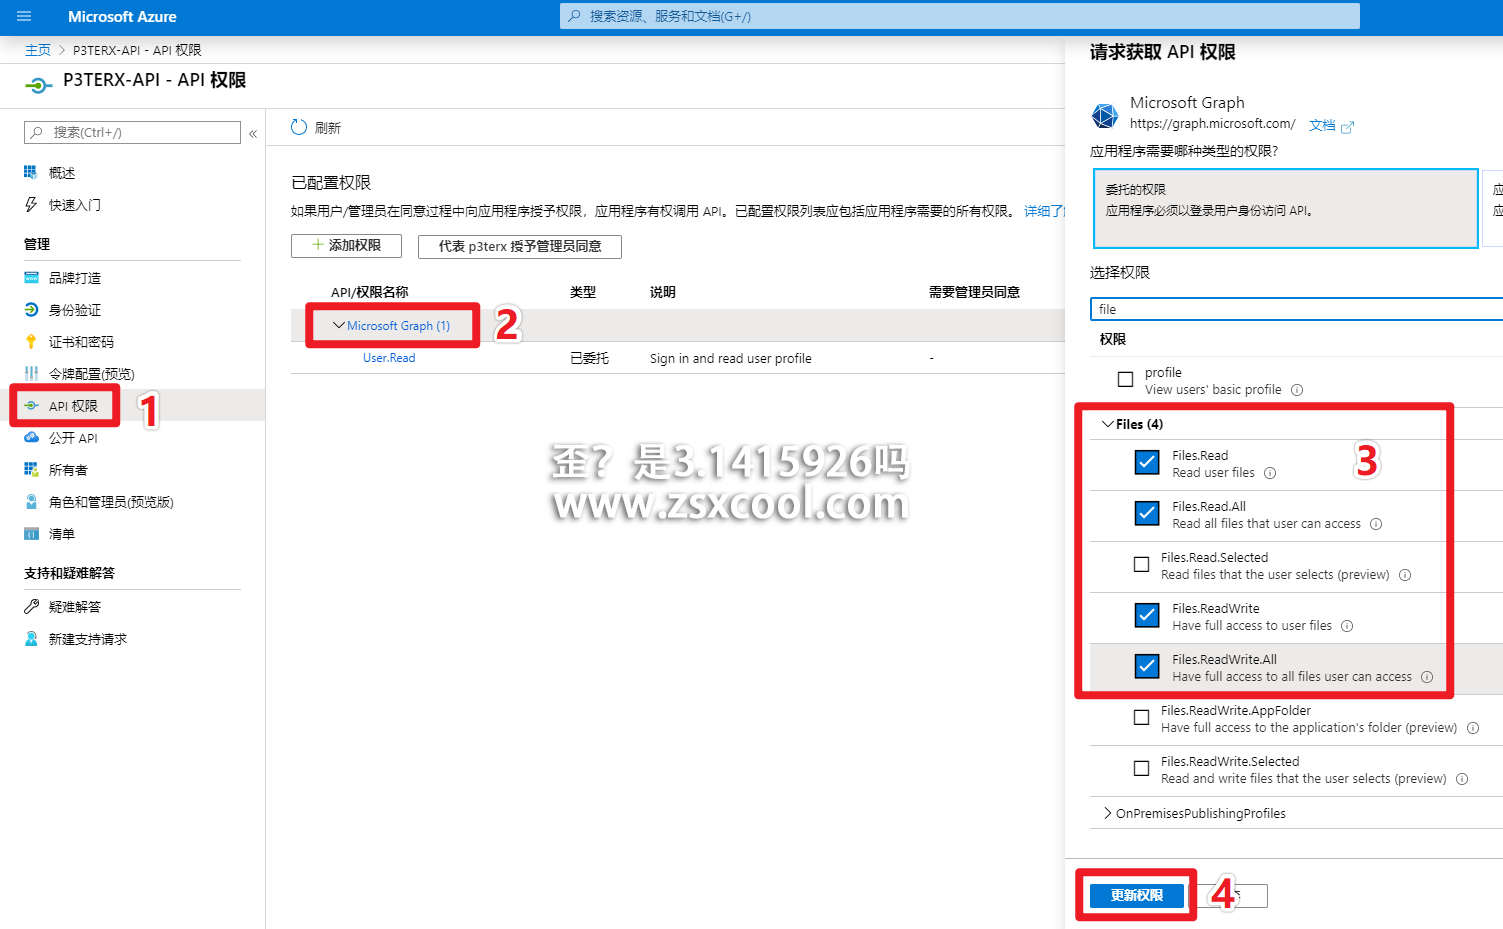 Microsoft Azure
搜索资源、服务和文档(G+/)
主页 > P3TERX-API - API 权限
P3TERX-API - API 权限
搜索(Ctrl+/)
«
概述
快速入门
管理
品牌打造
身份验证
证书和密码
令牌配置(预览)
API 权限
1
公开 API
所有者
角色和管理员(预览版)
清单
支持和疑难解答
疑难解答
新建支持请求
刷新
已配置权限
如果用户/管理员在同意过程中向应用程序授予权限，应用程序有权调用 API。已配置权限列表应包括应用程序需要的所有权限。 详细了
+ 添加权限
代表 p3terx 授予管理员同意
API/权限名称 类型 说明 需要管理员同意
Microsoft Graph (1)
2
User.Read 已委托 Sign in and read user profile -
歪？是3.1415926吗
www.zsxcool.com
请求获取 API 权限
Microsoft Graph
https://graph.microsoft.com/ 文档
应用程序需要哪种类型的权限?
委托的权限
应用程序必须以登录用户身份访问 API。
应
应
选择权限
file
权限
profile
View users' basic profile
Files (4)
3
Files.Read
Read user files
Files.Read.All
Read all files that user can access
Files.Read.Selected
Read files that the user selects (preview)
Files.ReadWrite
Have full access to user files
Files.ReadWrite.All
Have full access to all files user can access
Files.ReadWrite.AppFolder
Have full access to the application's folder (preview)
Files.ReadWrite.Selected
Read and write files that the user selects (preview)
OnPremisesPublishingProfiles
更新权限
4